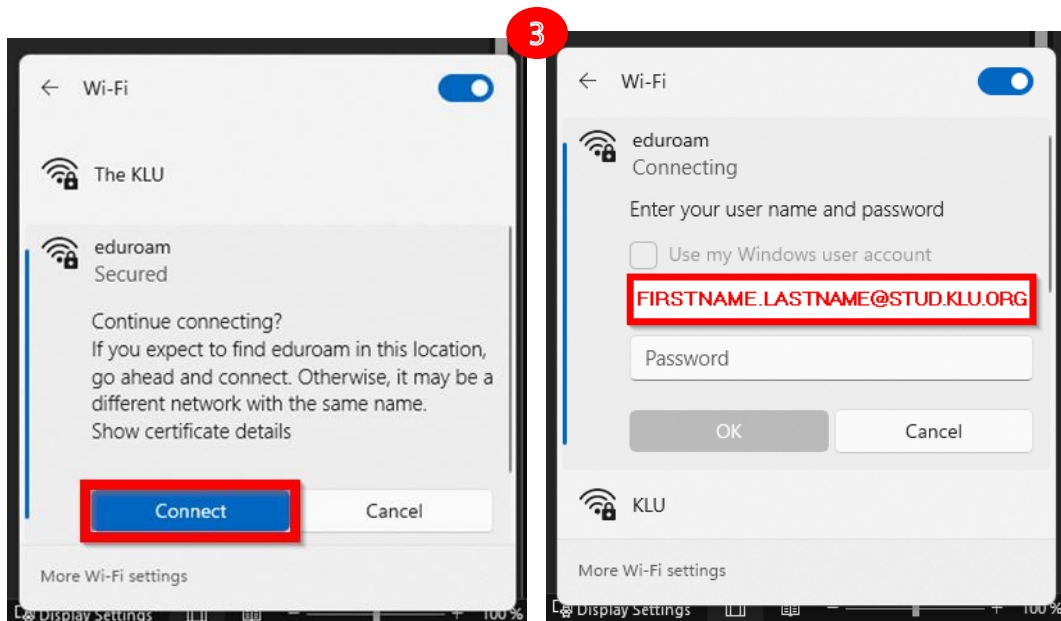 3
Wi-Fi
The KLU
eduroam
Secured
Continue connecting?
If you expect to find eduroam in this location,
go ahead and connect. Otherwise, it may be a
different network with the same name.
Show certificate details
Connect
Cancel
More Wi-Fi settings
Display Settings
100 %
Wi-Fi
eduroam
Connecting
Enter your user name and password
Use my Windows user account
FIRSTNAME.LASTNAME@STUD.KLU.ORG
Password
OK
Cancel
KLU
More Wi-Fi settings
Display Settings
100 %